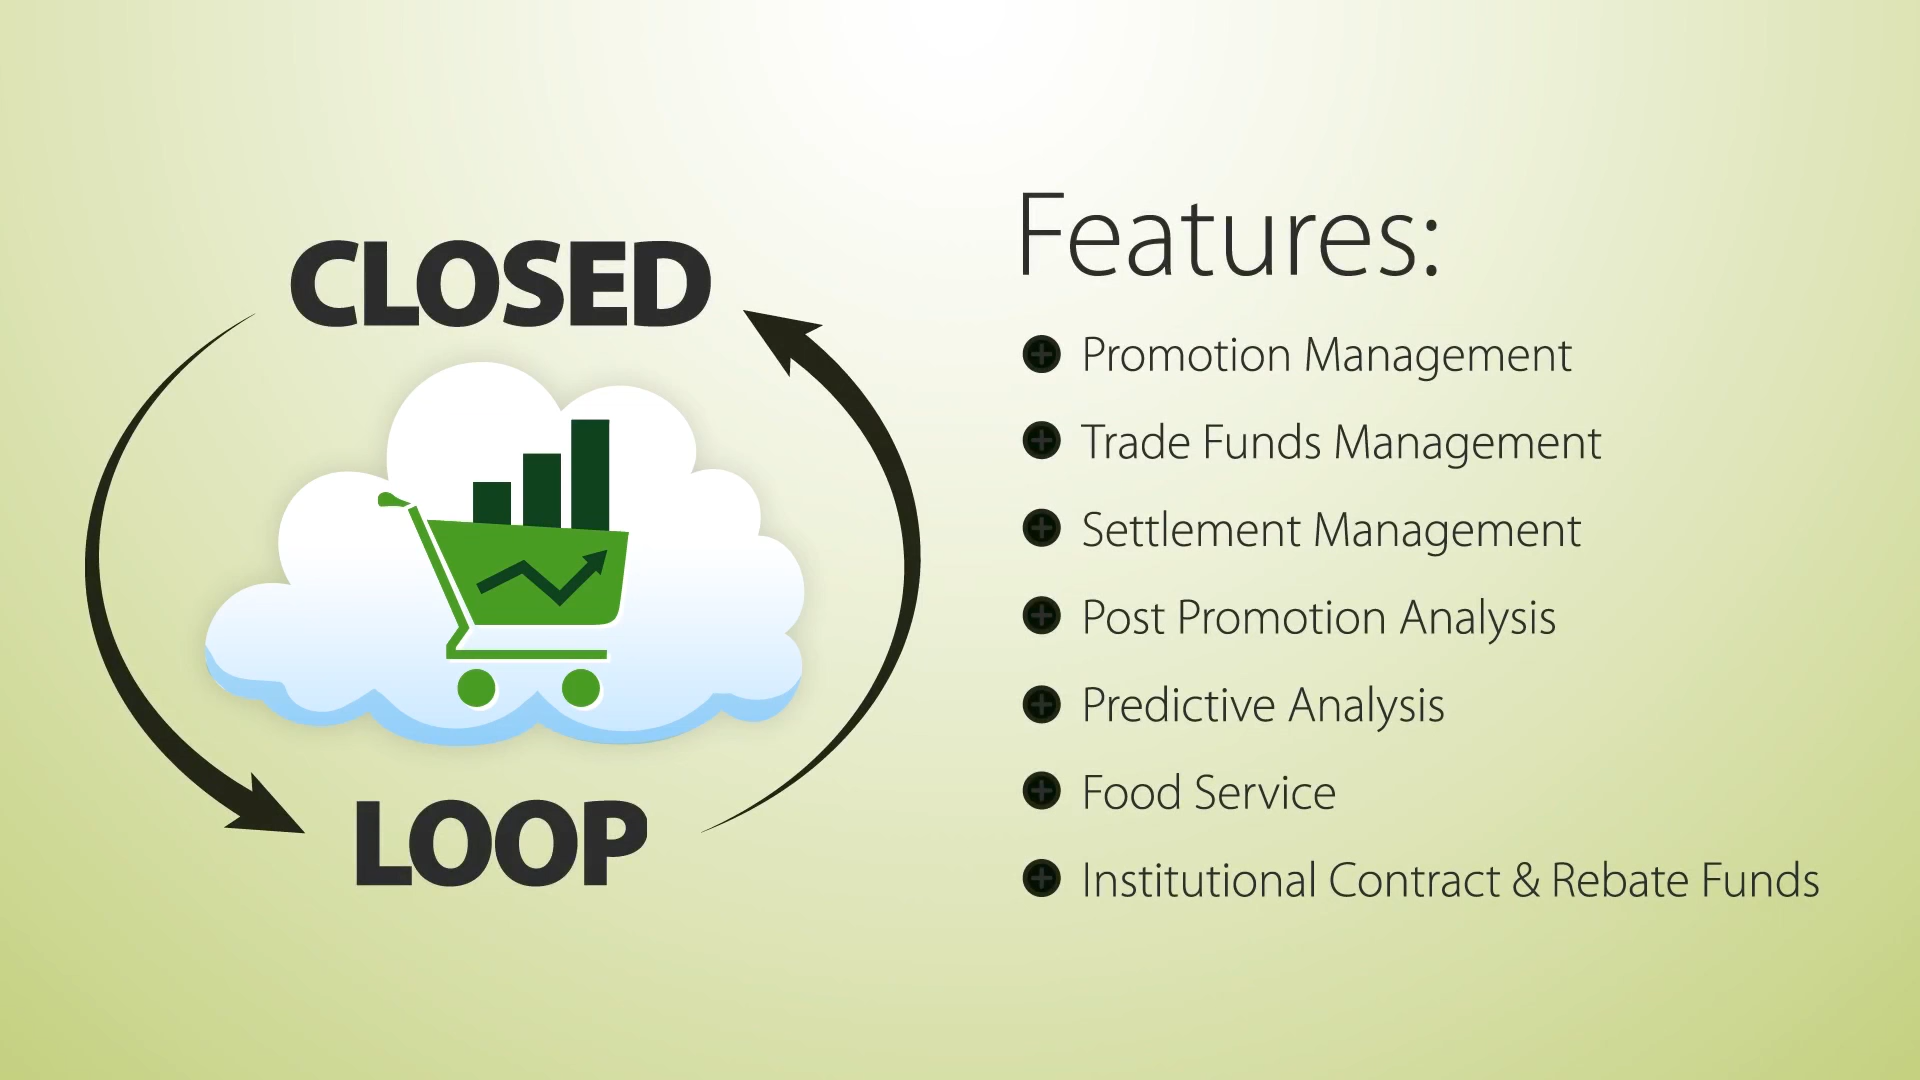 CLOSED
LOOP
Features:
Promotion Management
Trade Funds Management
Settlement Management
Post Promotion Analysis
Predictive Analysis
Food Service
Institutional Contract & Rebate Funds